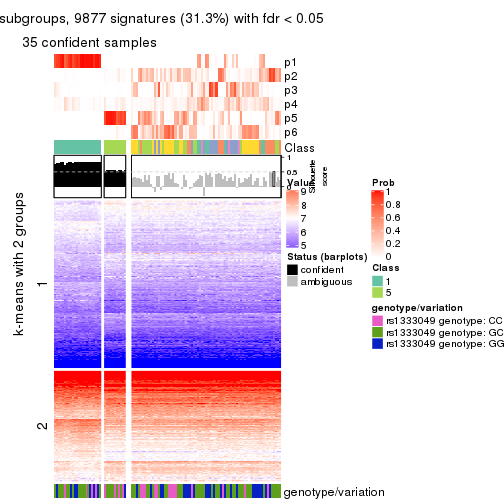 subgroups, 9877 signatures (31.3%) with fdr < 0.05
35 confident samples
p1
p2
p3
p4
p5
p6
Class
1
0.5
0
Silhouette
score
Value
9
8
7
6
5
Prob
1
0.8
0.6
0.4
0.2
0
Status (barplots)
confident
ambiguous
Class
1
5
genotype/variation
rs1333049 genotype: CC
rs1333049 genotype: GC
rs1333049 genotype: GG
k-means with 2 groups
1
2
genotype/variation